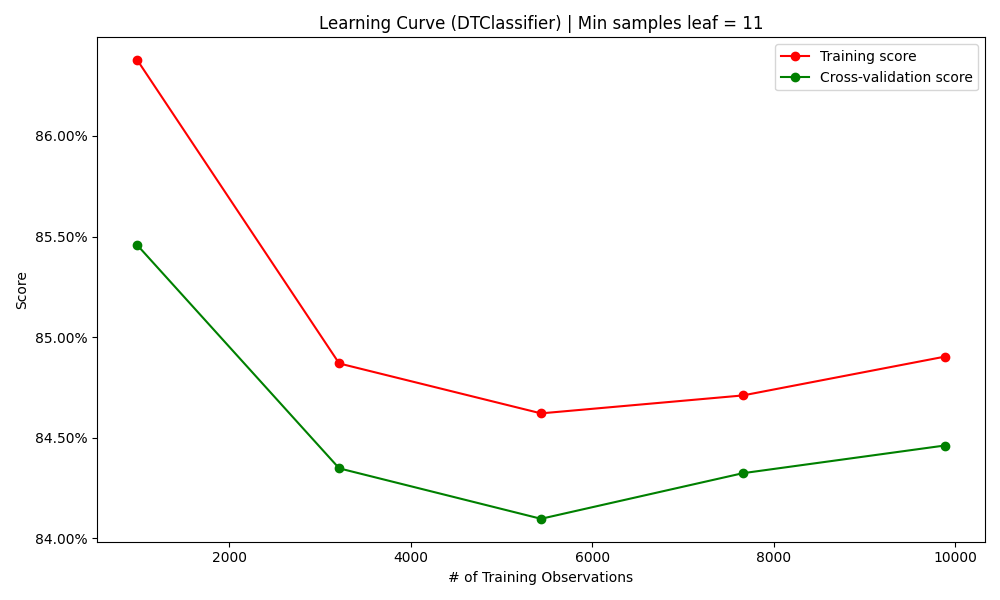 Learning Curve (DTClassifier) | Min samples leaf = 11
Training score
Cross-validation score
86.00%
85.50%
85.00%
84.50%
84.00%
Score
2000
4000
6000
8000
10000
# of Training Observations